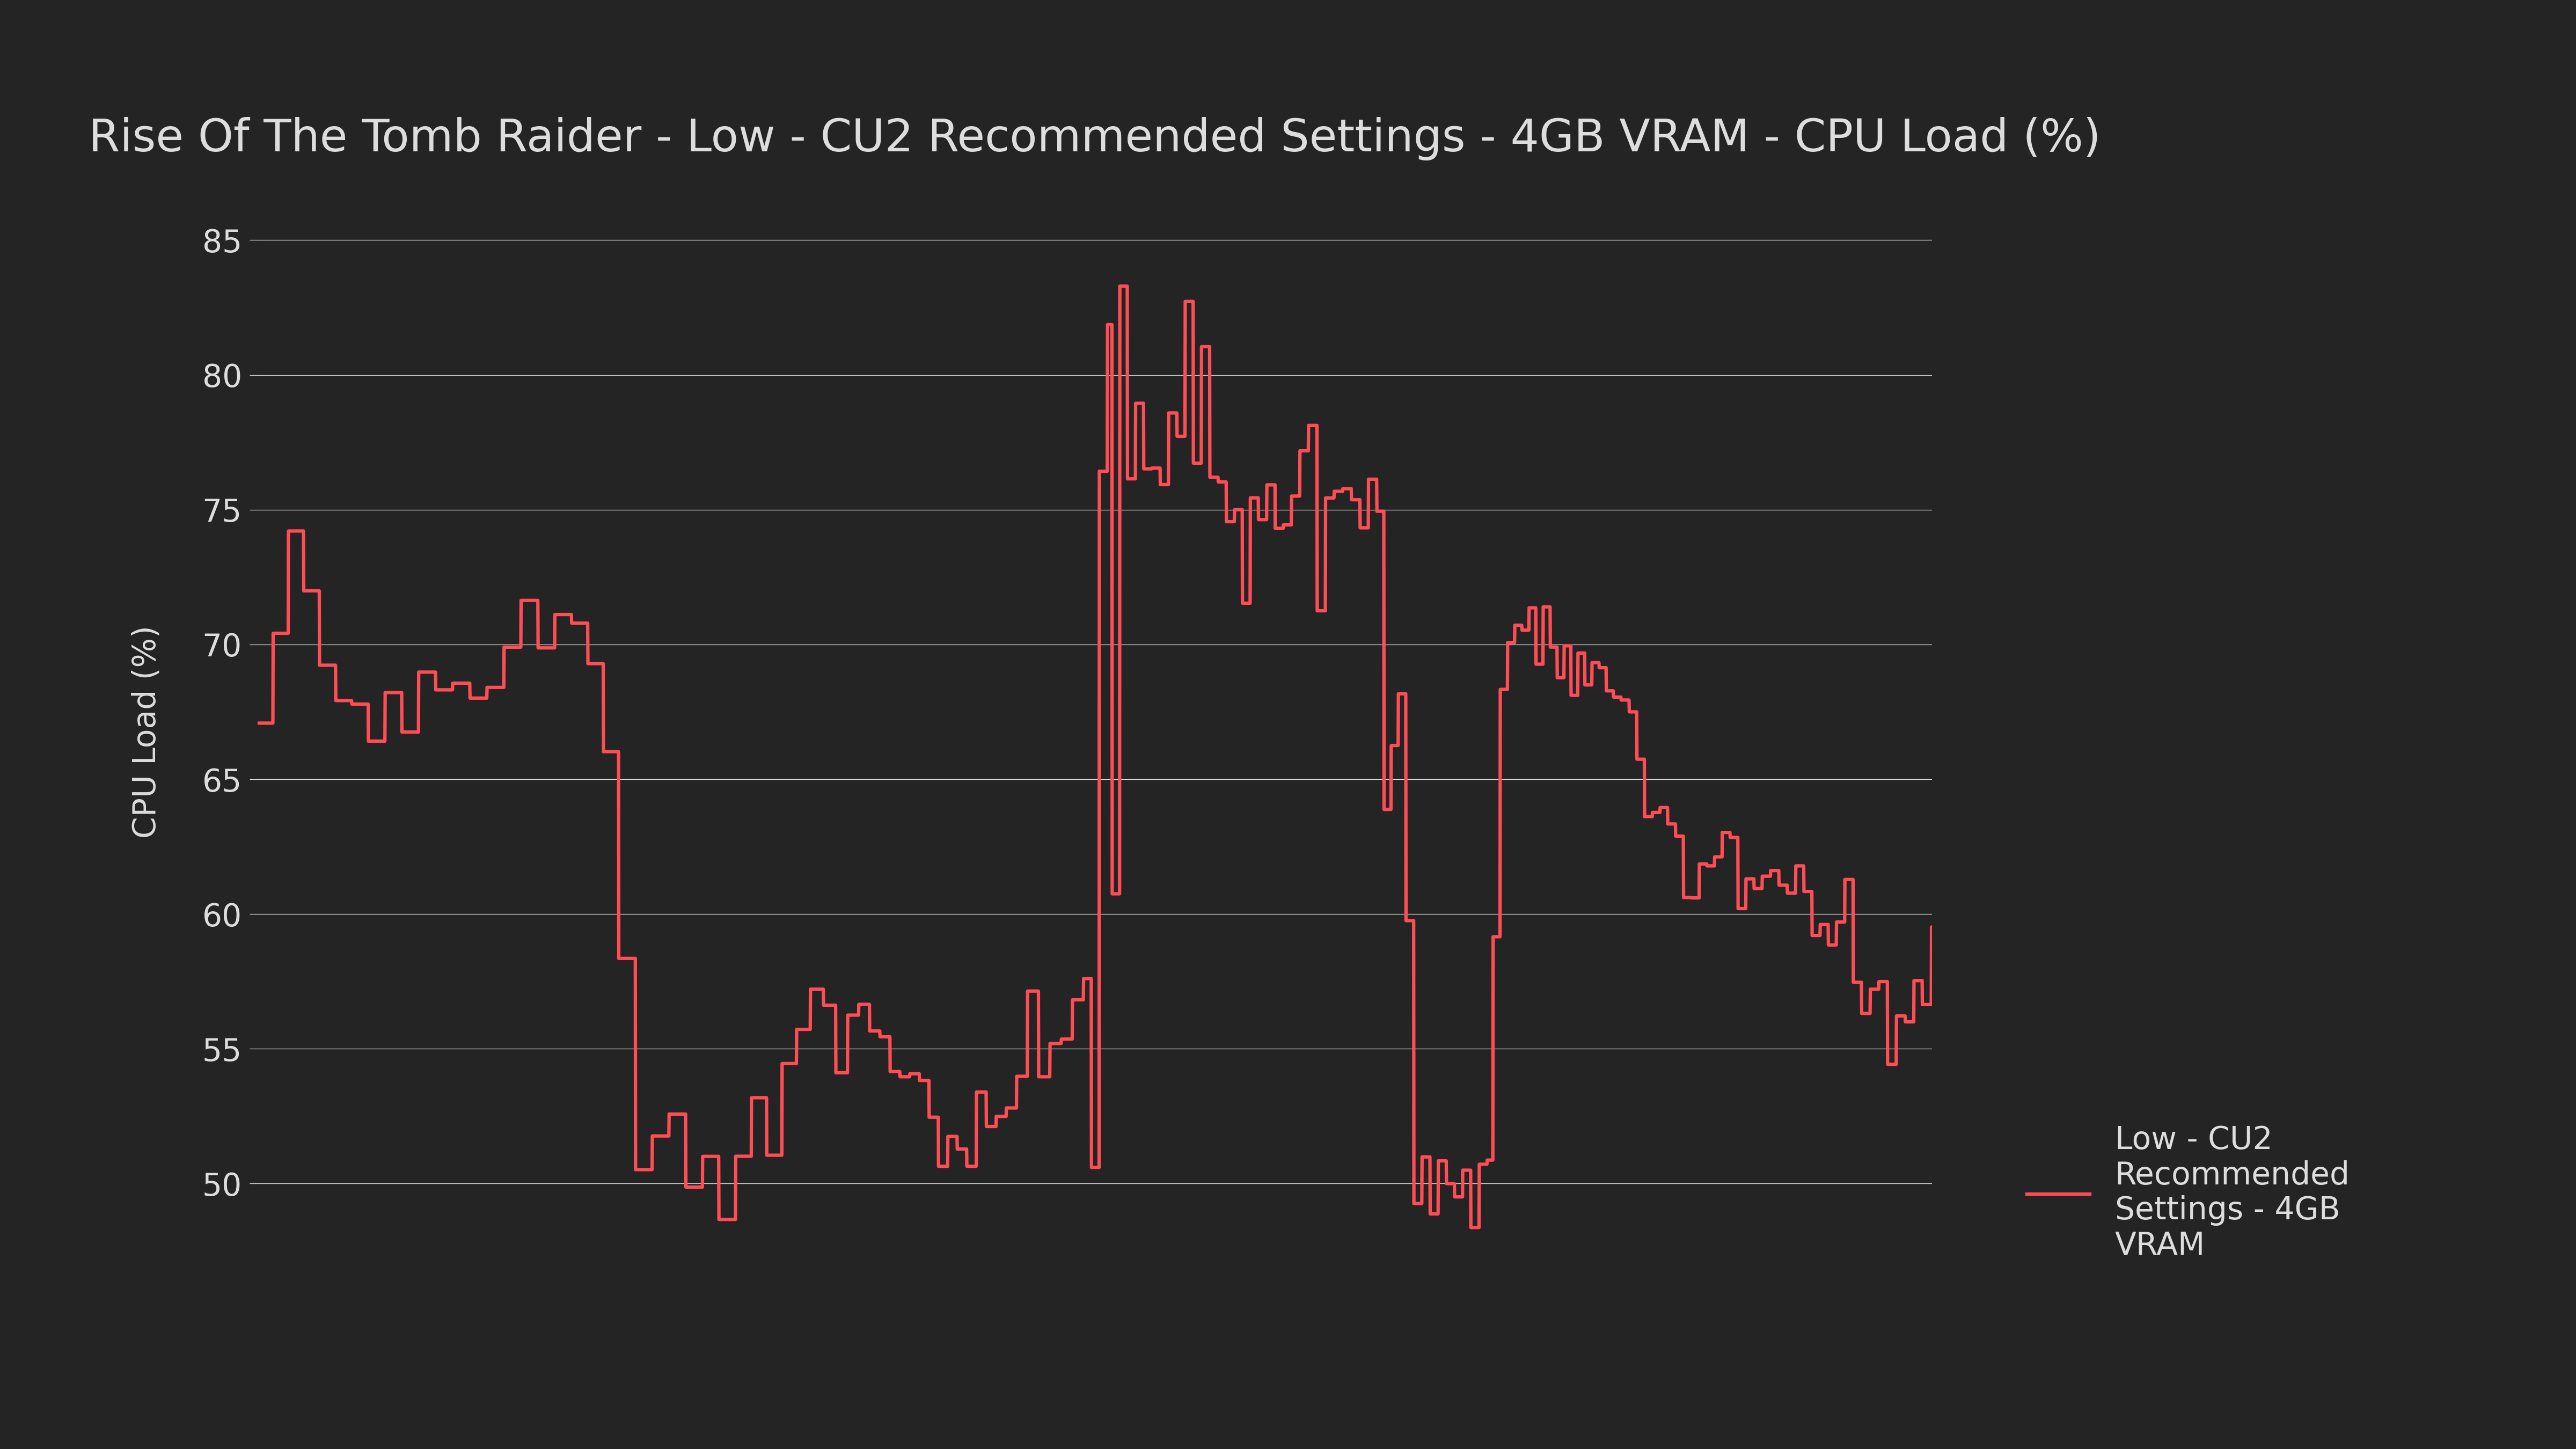 Rise Of The Tomb Raider - Low - CU2 Recommended Settings - 4GB VRAM - CPU Load (%)
85
80
75
70
65
60
55
50
CPU Load (%)
Low - CU2
Recommended
Settings - 4GB
VRAM